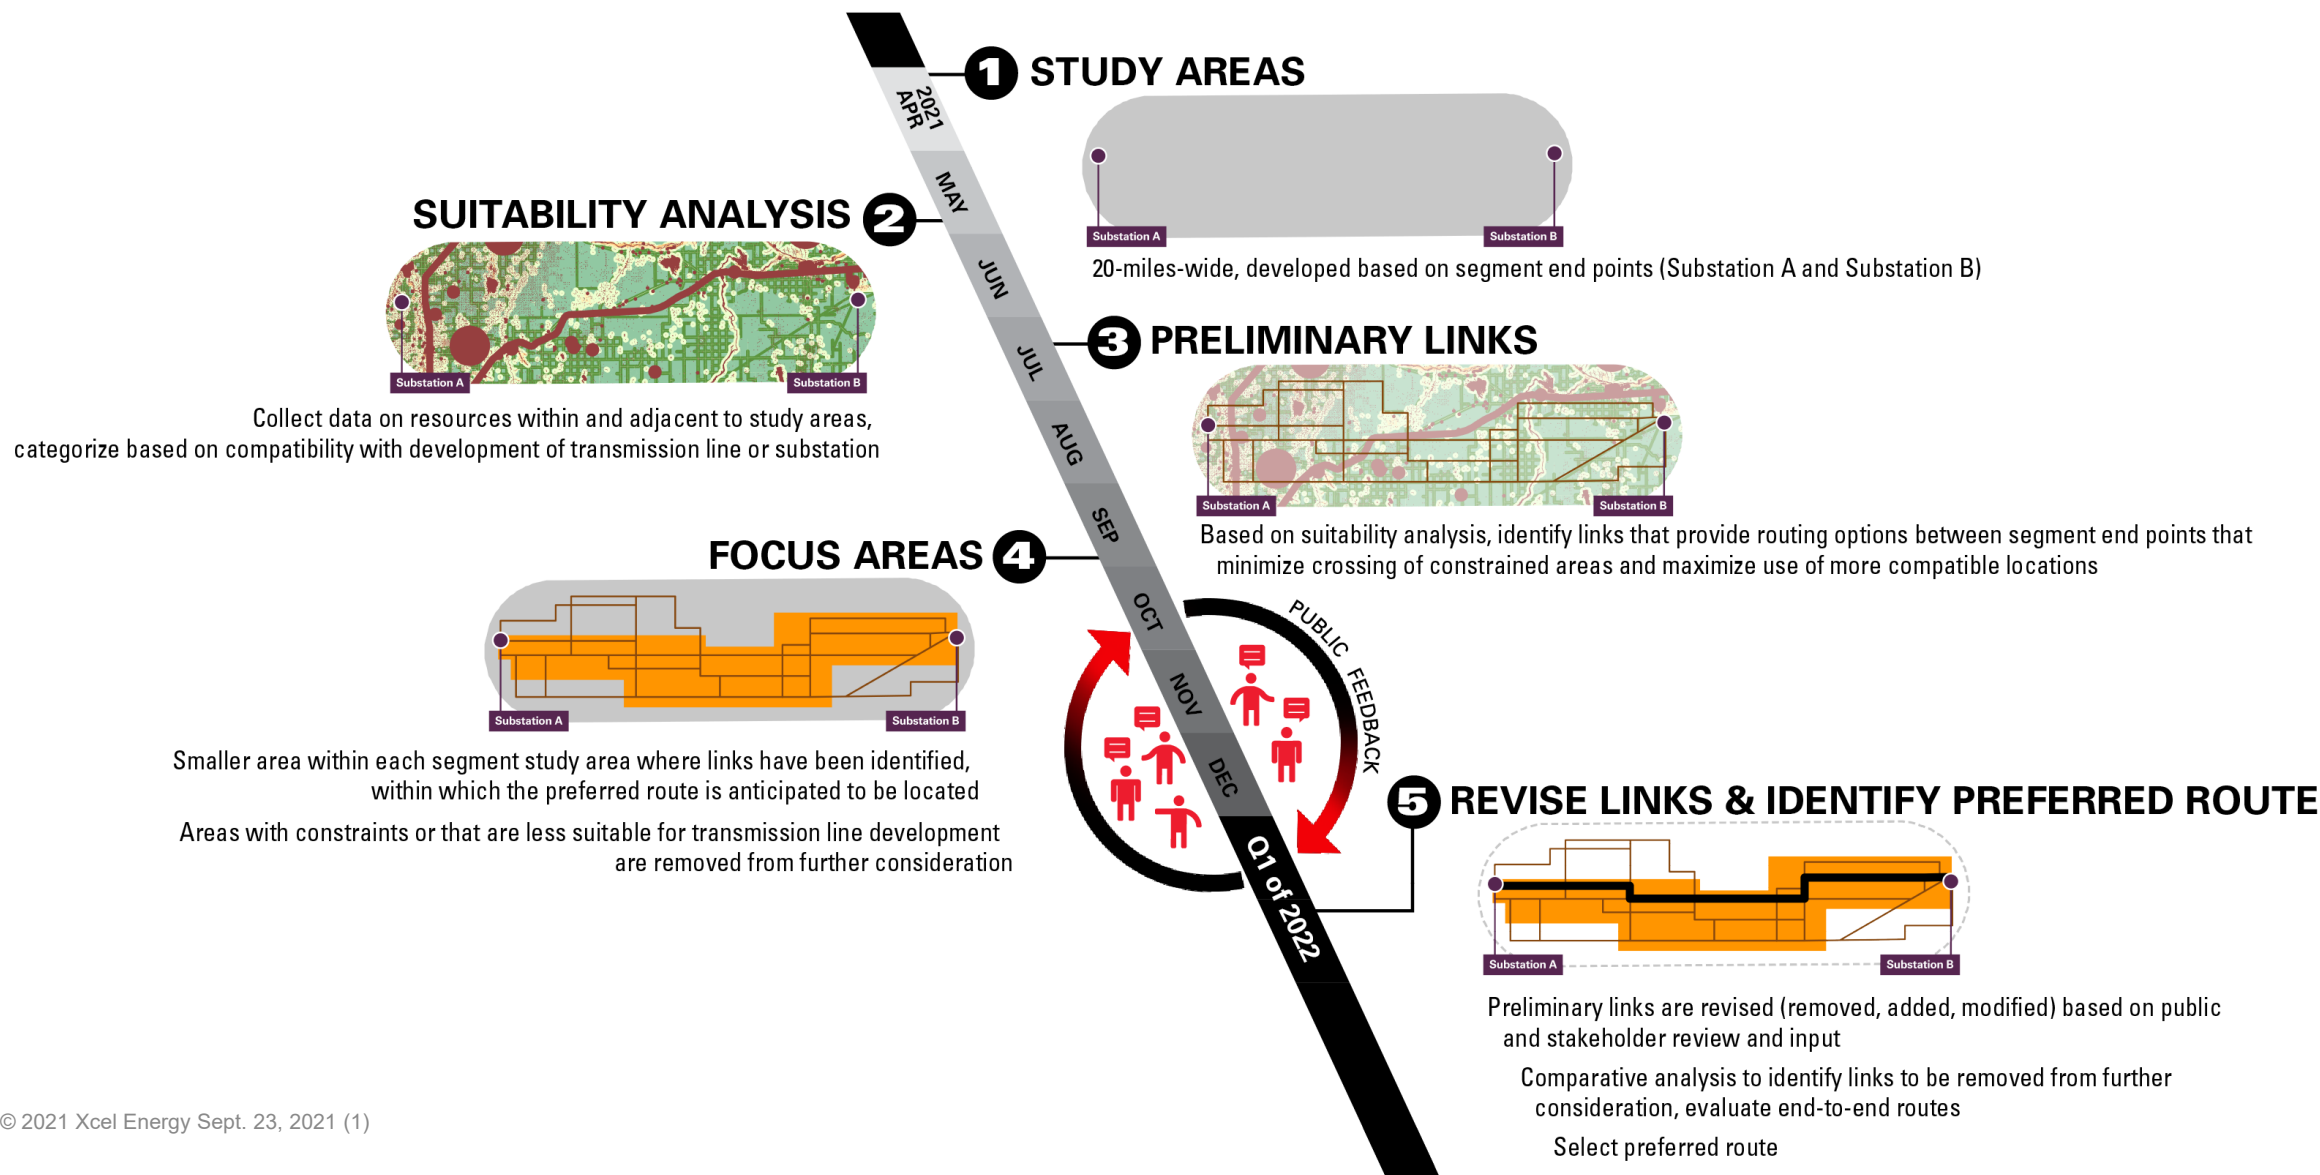 1 STUDY AREAS
Substation A
Substation B
20-miles-wide, developed based on segment end points (Substation A and Substation B)
2021
APR
MAY
JUN
JUL
AUG
SEP
OCT
NOV
DEC
Q1 of 2022
SUITABILITY ANALYSIS 2
Substation A
Substation B
Collect data on resources within and adjacent to study areas,
categorize based on compatibility with development of transmission line or substation
3 PRELIMINARY LINKS
Substation A
Substation B
Based on suitability analysis, identify links that provide routing options between segment end points that
minimize crossing of constrained areas and maximize use of more compatible locations
FOCUS AREAS 4
Substation A
Substation B
Smaller area within each segment study area where links have been identified,
within which the preferred route is anticipated to be located
Areas with constraints or that are less suitable for transmission line development
are removed from further consideration
PUBLIC FEEDBACK
5 REVISE LINKS & IDENTIFY PREFERRED ROUTE
Substation A
Substation B
Preliminary links are revised (removed, added, modified) based on public
and stakeholder review and input
Comparative analysis to identify links to be removed from further
consideration, evaluate end-to-end routes
Select preferred route
© 2021 Xcel Energy Sept. 23, 2021 (1)